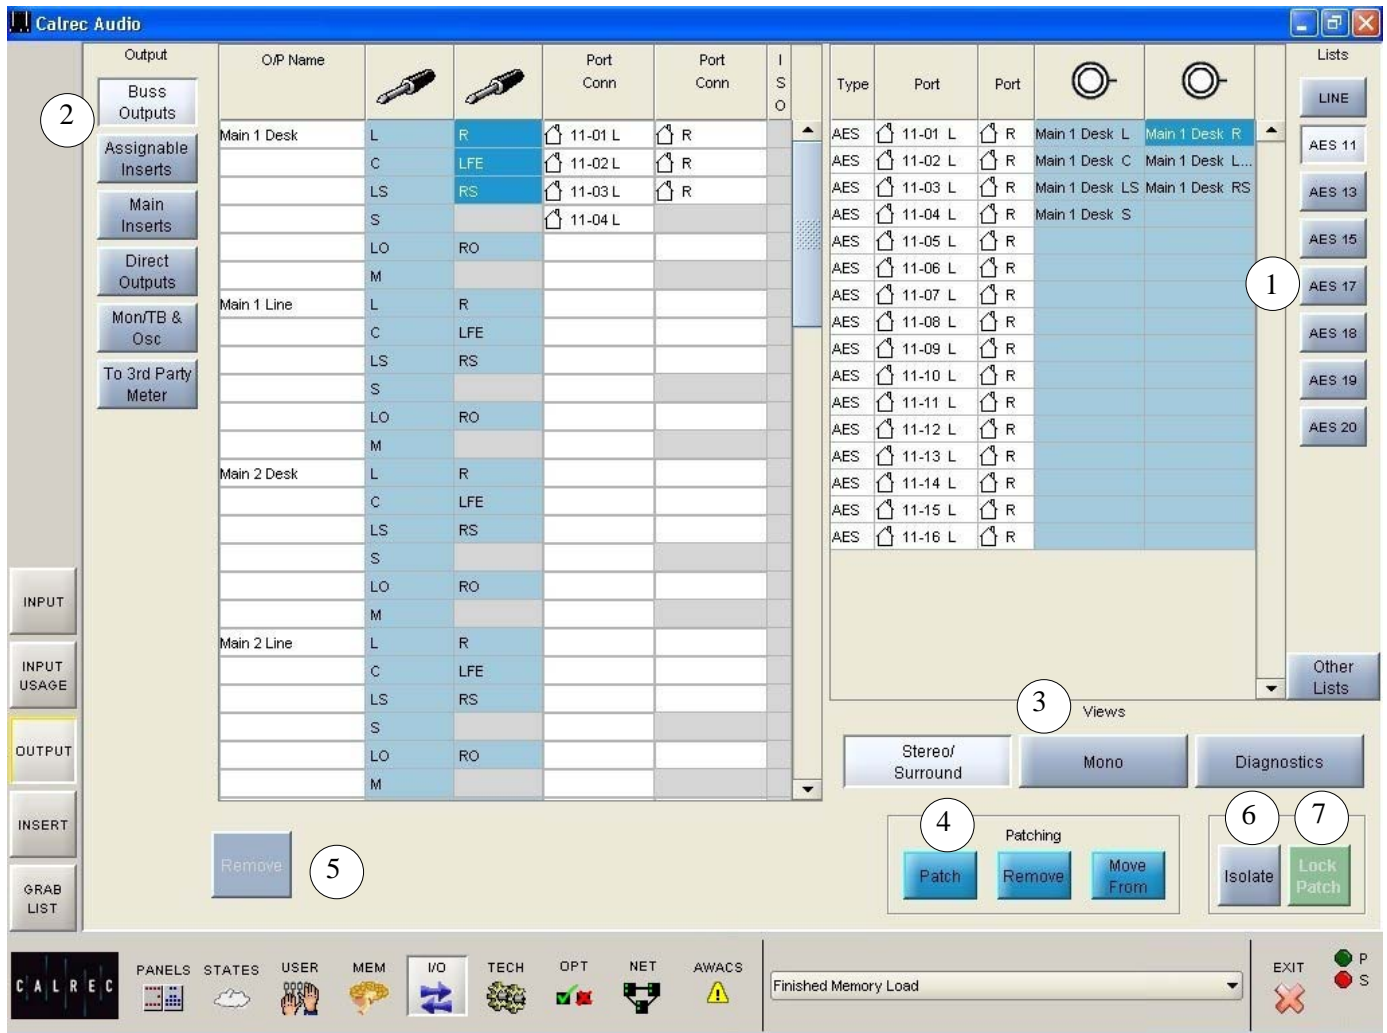 Calrec Audio
Output
Buss Outputs
Assignable Inserts
Main Inserts
Direct Outputs
Mon/TB & Osc
To 3rd Party Meter
2
INPUT
INPUT USAGE
OUTPUT
INSERT
GRAB LIST
O/P Name Port Conn Port Conn I S O
Main 1 Desk L R 11-01 L R
C LFE 11-02 L R
LS RS 11-03 L R
S 11-04 L
LO RO
M
Main 1 Line L R
C LFE
LS RS
S
LO RO
M
Main 2 Desk L R
C LFE
LS RS
S
LO RO
M
Main 2 Line L R
C LFE
LS RS
S
LO RO
M
Remove
5
Type Port Port
AES 11-01 L R Main 1 Desk L Main 1 Desk R
AES 11-02 L R Main 1 Desk C Main 1 Desk L...
AES 11-03 L R Main 1 Desk LS Main 1 Desk RS
AES 11-04 L R Main 1 Desk S
AES 11-05 L R
AES 11-06 L R
AES 11-07 L R
AES 11-08 L R
AES 11-09 L R
AES 11-10 L R
AES 11-11 L R
AES 11-12 L R
AES 11-13 L R
AES 11-14 L R
AES 11-15 L R
AES 11-16 L R
Lists
LINE
AES 11
AES 13
AES 15
1
AES 17
AES 18
AES 19
AES 20
Other Lists
3
Views
Stereo/ Surround
Mono
Diagnostics
4
Patching
Patch
Remove
Move From
6
7
Isolate
Lock Patch
CALREC
PANELS
STATES
USER
MEM
I/O
TECH
OPT
NET
AWACS
Finished Memory Load
EXIT
P
S